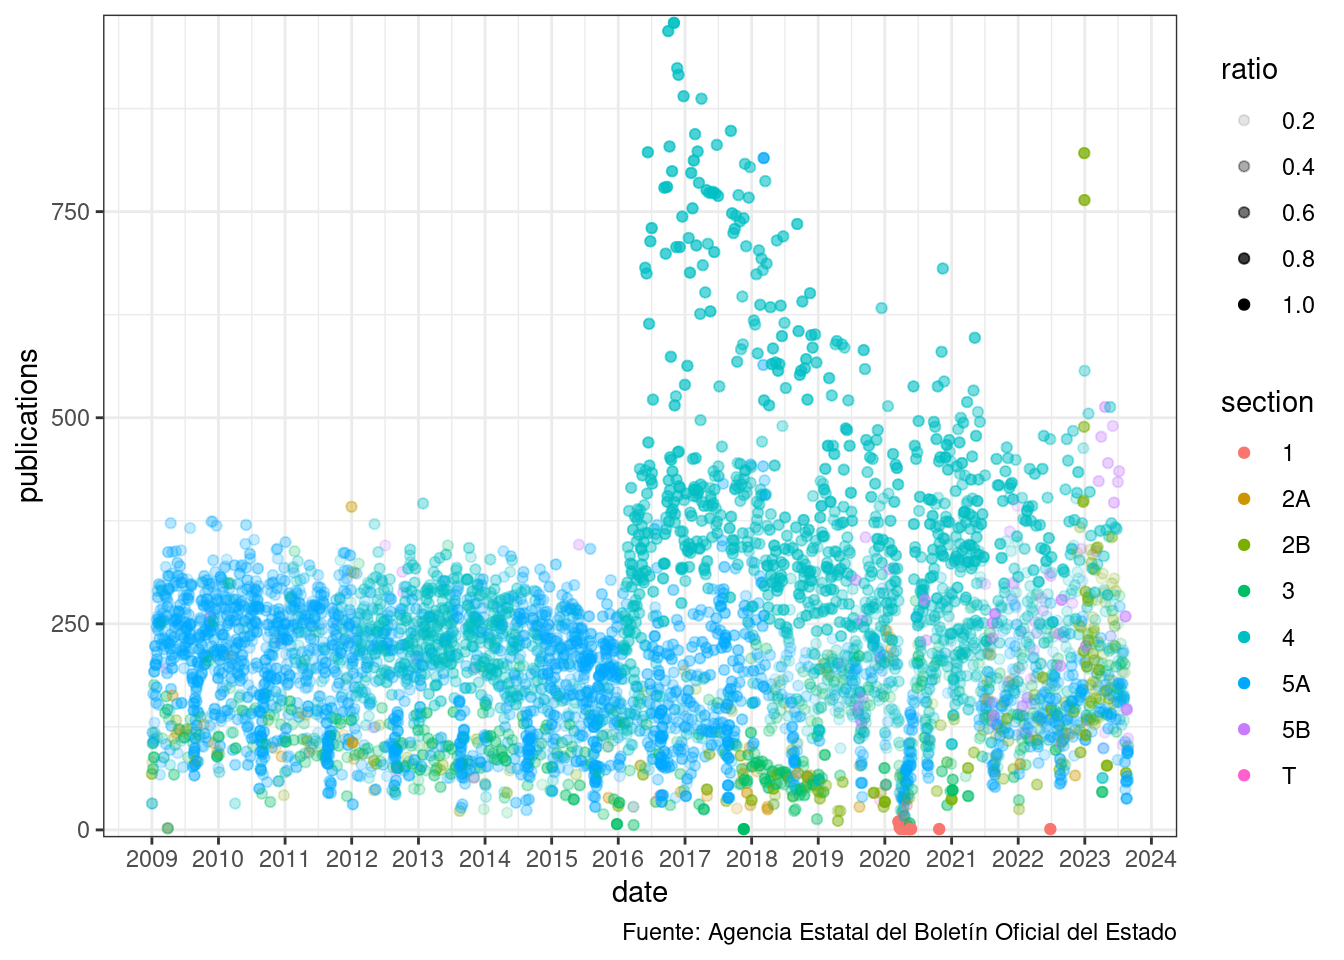 publications
750
500
250
0
2009 2010 2011 2012 2013 2014 2015 2016 2017 2018 2019 2020 2021 2022 2023 2024
date
Fuente: Agencia Estatal del Boletín Oficial del Estado
ratio
0.2
0.4
0.6
0.8
1.0
section
1
2A
2B
3
4
5A
5B
T